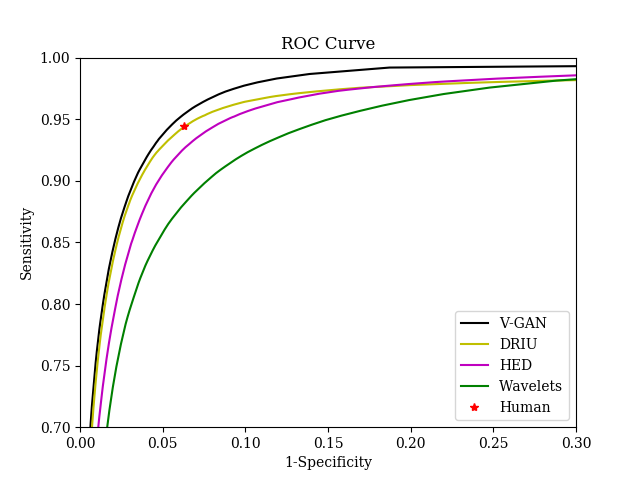 ROC Curve
1.00
0.95
0.90
0.85
0.80
0.75
0.70
Sensitivity
V-GAN
DRIU
HED
Wavelets
Human
0.00 0.05 0.10 0.15 0.20 0.25 0.30
1-Specificity